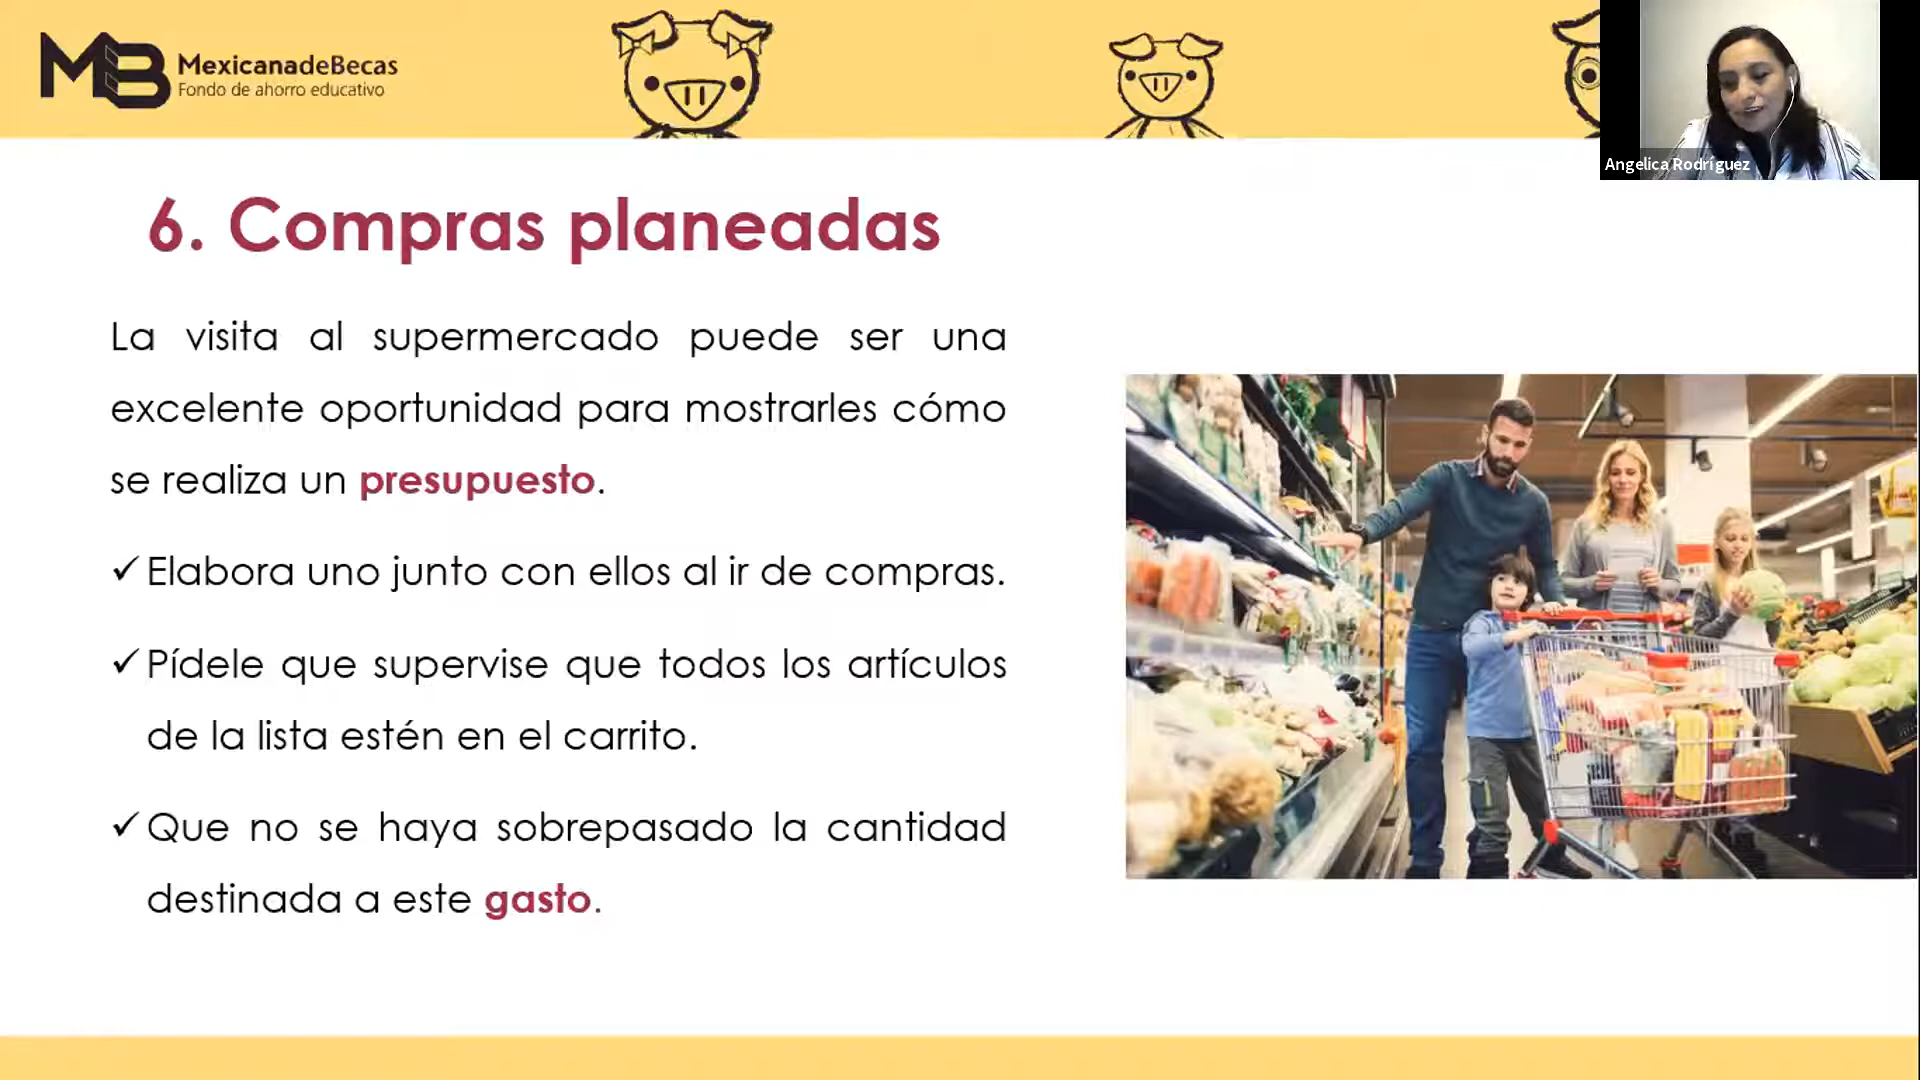 MB MexicanadeBecas
Fondo de ahorro educativo
Angelica Rodríguez
6. Compras planeadas
La visita al supermercado puede ser una
excelente oportunidad para mostrarles cómo
se realiza un presupuesto.
✓ Elabora uno junto con ellos al ir de compras.
✓ Pídele que supervise que todos los artículos
de la lista estén en el carrito.
✓ Que no se haya sobrepasado la cantidad
destinada a este gasto.